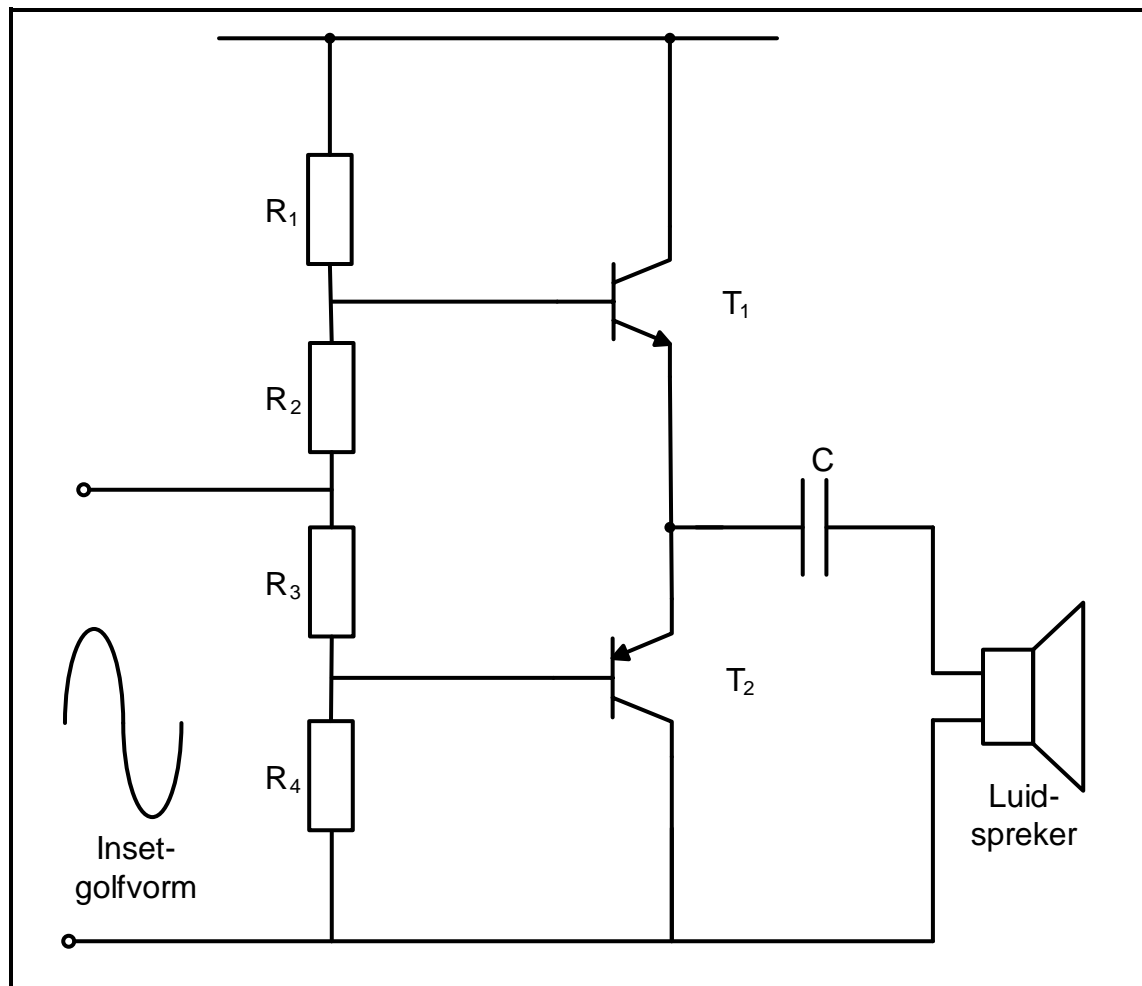 R₁
T₁
R₂
C
R₃
T₂
R₄
Luid-
spreker
Inset-
golfvorm